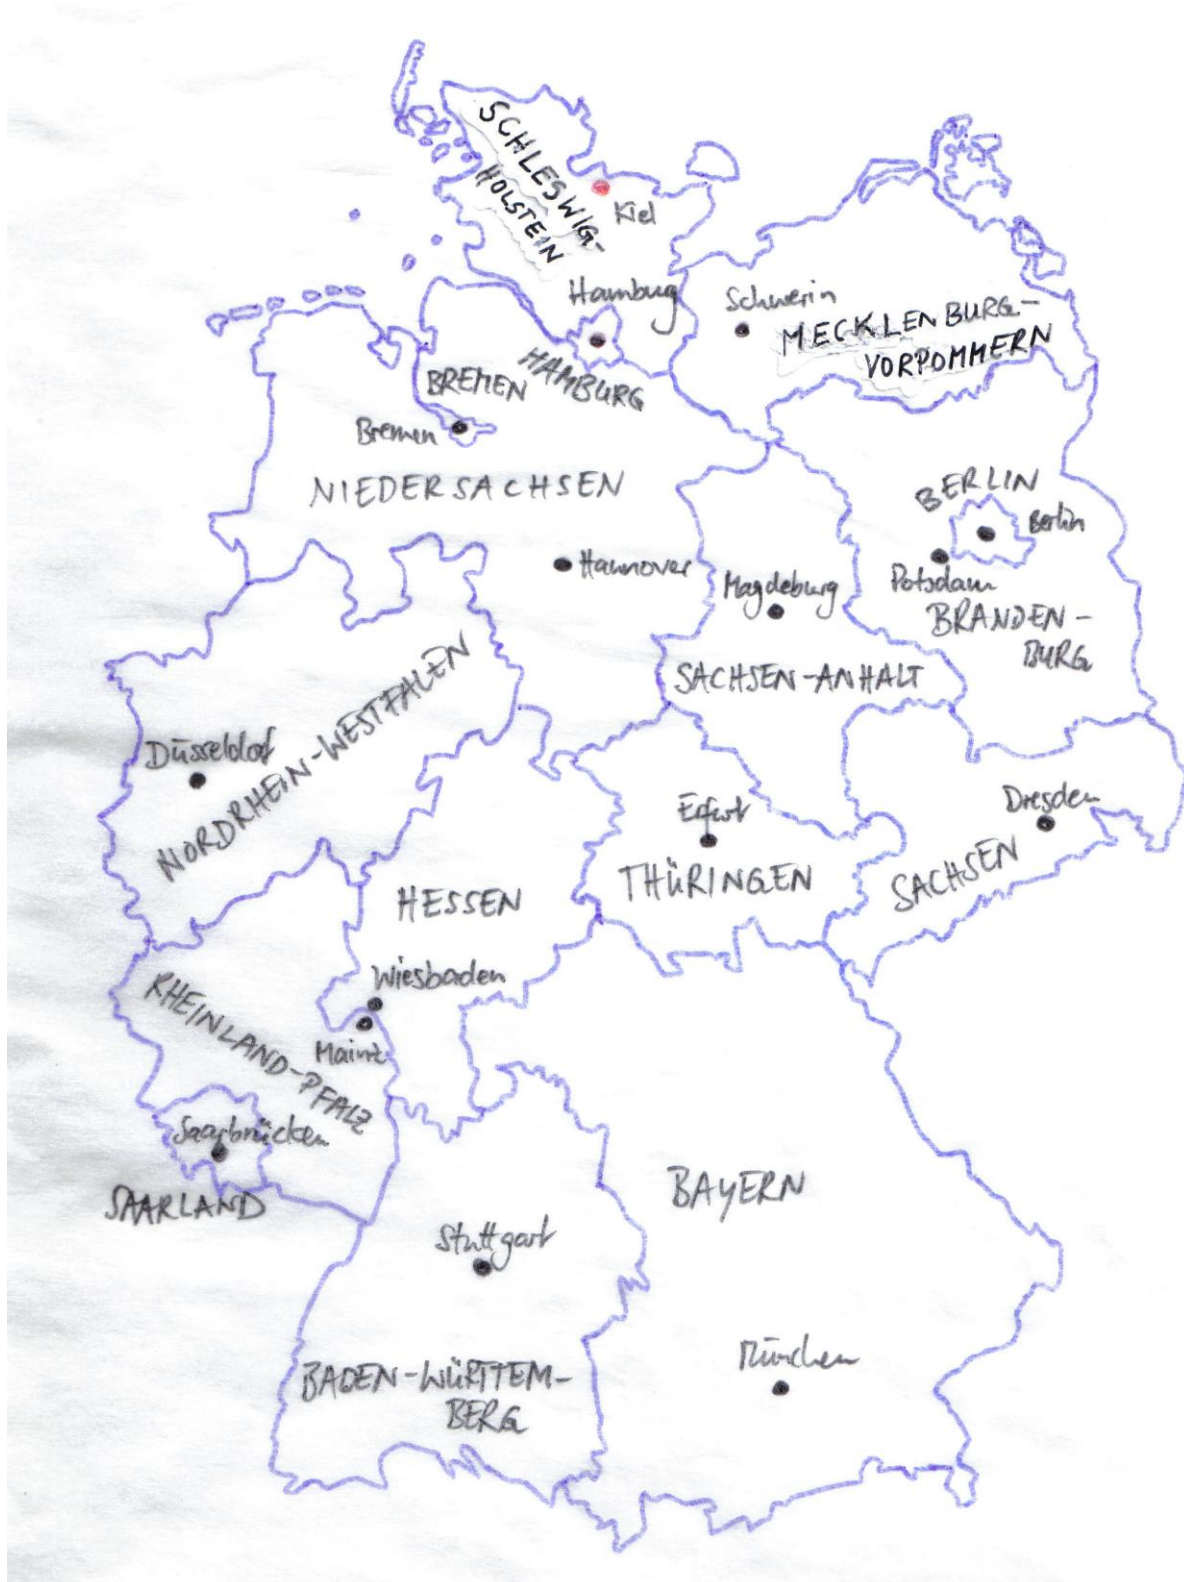 SCHLESWIG-
HOLSTEIN
Kiel
Hamburg
HAMBURG
Schwerin
MECKLENBURG-
VORPOMMERN
BREMEN
Bremen
NIEDERSACHSEN
Hannover
BERLIN
Berlin
Potsdam
BRANDEN-
BURG
Magdeburg
SACHSEN-ANHALT
Düsseldorf
NORDRHEIN-WESTFALEN
Erfurt
THÜRINGEN
Dresden
SACHSEN
HESSEN
Wiesbaden
Mainz
RHEINLAND-PFALZ
Saarbrücken
SAARLAND
Stuttgart
BADEN-WÜRTTEM-
BERG
BAYERN
München